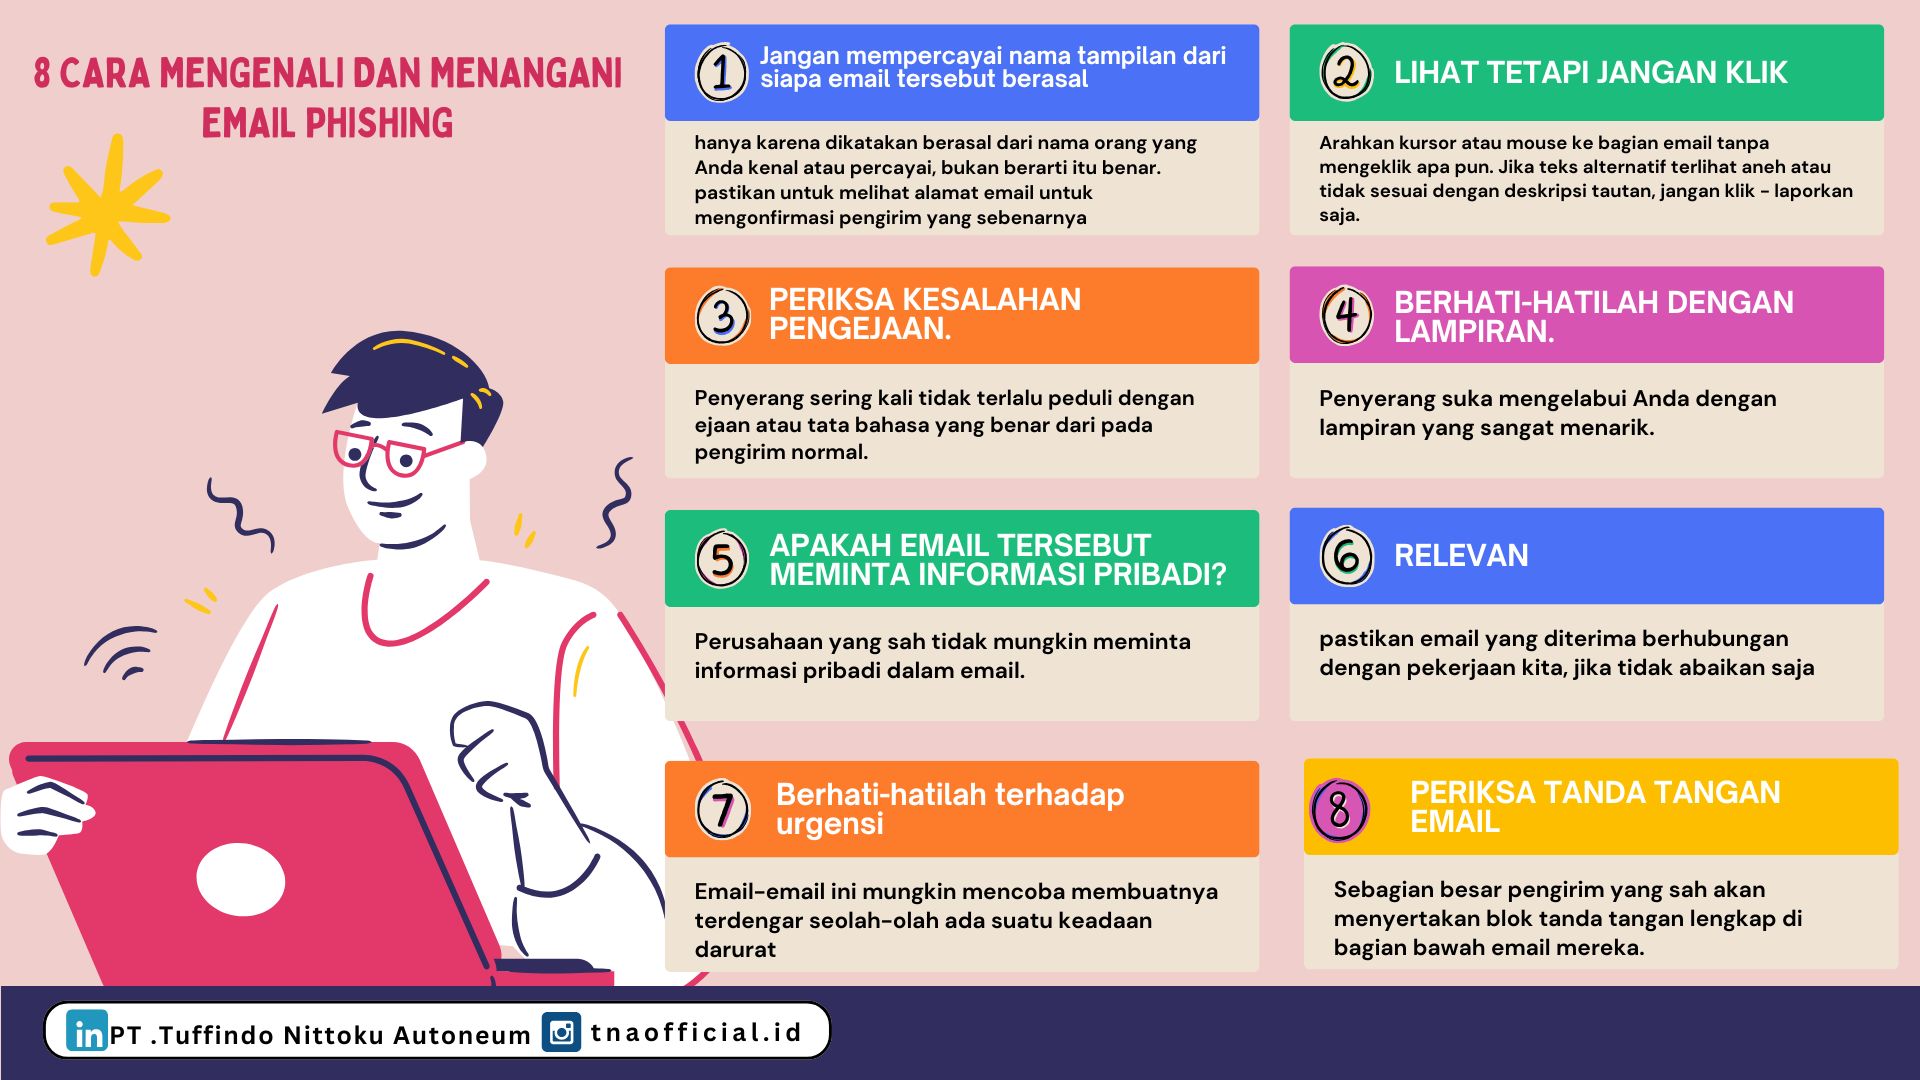 8 CARA MENGENALI DAN MENANGANI
EMAIL PHISHING
1
Jangan mempercayai nama tampilan dari
siapa email tersebut berasal
hanya karena dikatakan berasal dari nama orang yang
Anda kenal atau percayai, bukan berarti itu benar.
pastikan untuk melihat alamat email untuk
mengonfirmasi pengirim yang sebenarnya
2
LIHAT TETAPI JANGAN KLIK
Arahkan kursor atau mouse ke bagian email tanpa
mengeklik apa pun. Jika teks alternatif terlihat aneh atau
tidak sesuai dengan deskripsi tautan, jangan klik - laporkan
saja.
3
PERIKSA KESALAHAN
PENGEJAAN.
Penyerang sering kali tidak terlalu peduli dengan
ejaan atau tata bahasa yang benar dari pada
pengirim normal.
4
BERHATI-HATILAH DENGAN
LAMPIRAN.
Penyerang suka mengelabui Anda dengan
lampiran yang sangat menarik.
5
APAKAH EMAIL TERSEBUT
MEMINTA INFORMASI PRIBADI?
Perusahaan yang sah tidak mungkin meminta
informasi pribadi dalam email.
6
RELEVAN
pastikan email yang diterima berhubungan
dengan pekerjaan kita, jika tidak abaikan saja
7
Berhati-hatilah terhadap
urgensi
Email-email ini mungkin mencoba membuatnya
terdengar seolah-olah ada suatu keadaan
darurat
8
PERIKSA TANDA TANGAN
EMAIL
Sebagian besar pengirim yang sah akan
menyertakan blok tanda tangan lengkap di
bagian bawah email mereka.
in PT .Tuffindo Nittoku Autoneum tnaofficial.id